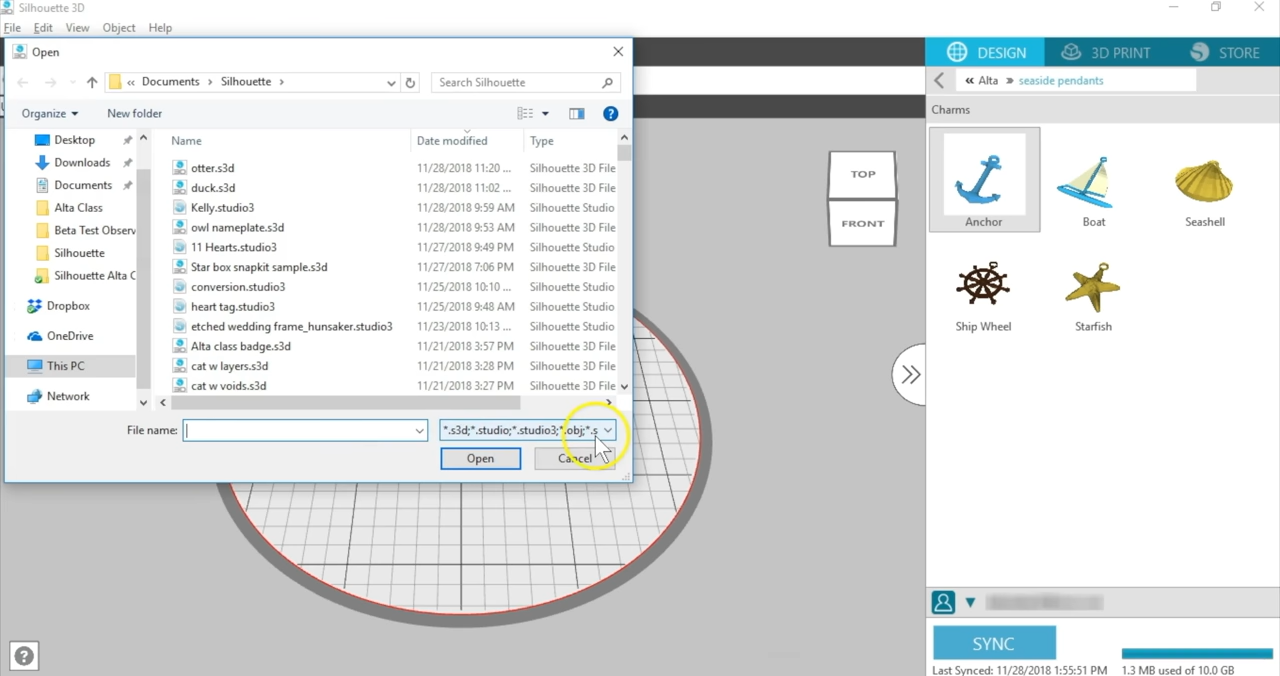 Silhouette 3D
File Edit View Object Help
Open
« Documents › Silhouette ›
Search Silhouette
Organize
New folder
Desktop
Downloads
Documents
Alta Class
Beta Test Observ
Silhouette
Silhouette Alta C
Dropbox
OneDrive
This PC
Network
Name Date modified Type
otter.s3d 11/28/2018 11:20 ... Silhouette 3D File
duck.s3d 11/28/2018 11:02 ... Silhouette 3D File
Kelly.studio3 11/28/2018 9:59 AM Silhouette Studio
owl nameplate.s3d 11/28/2018 9:53 AM Silhouette 3D File
11 Hearts.studio3 11/27/2018 9:49 PM Silhouette Studio
Star box snapkit sample.s3d 11/27/2018 7:06 PM Silhouette 3D File
conversion.studio3 11/25/2018 10:10 ... Silhouette Studio
heart tag.studio3 11/25/2018 9:48 AM Silhouette Studio
etched wedding frame_hunsaker.studio3 11/23/2018 10:13 ... Silhouette Studio
Alta class badge.s3d 11/21/2018 3:57 PM Silhouette 3D File
cat w layers.s3d 11/21/2018 3:28 PM Silhouette 3D File
cat w voids.s3d 11/21/2018 3:27 PM Silhouette 3D File
File name:
*.s3d;*.studio;*.studio3;*.obj;*.s
Open Cancel
TOP
FRONT
DESIGN 3D PRINT STORE
« Alta » seaside pendants
Charms
Anchor Boat Seashell
Ship Wheel Starfish
SYNC
Last Synced: 11/28/2018 1:55:51 PM 1.3 MB used of 10.0 GB